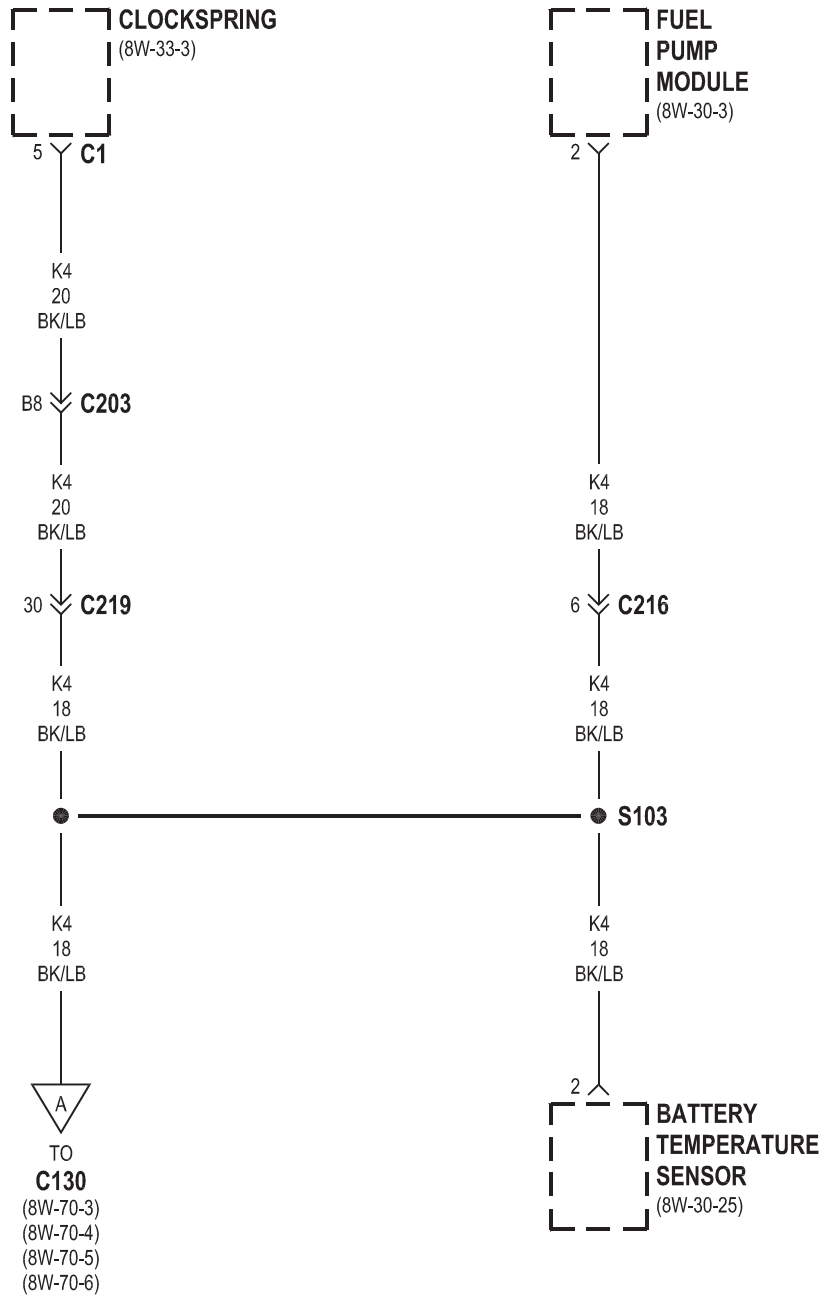 CLOCKSPRING
(8W-33-3)
5
C1
K4
20
BK/LB
B8
C203
K4
20
BK/LB
30
C219
K4
18
BK/LB
K4
18
BK/LB
A
TO
C130
(8W-70-3)
(8W-70-4)
(8W-70-5)
(8W-70-6)
FUEL
PUMP
MODULE
(8W-30-3)
2
K4
18
BK/LB
6
C216
K4
18
BK/LB
S103
K4
18
BK/LB
2
BATTERY
TEMPERATURE
SENSOR
(8W-30-25)